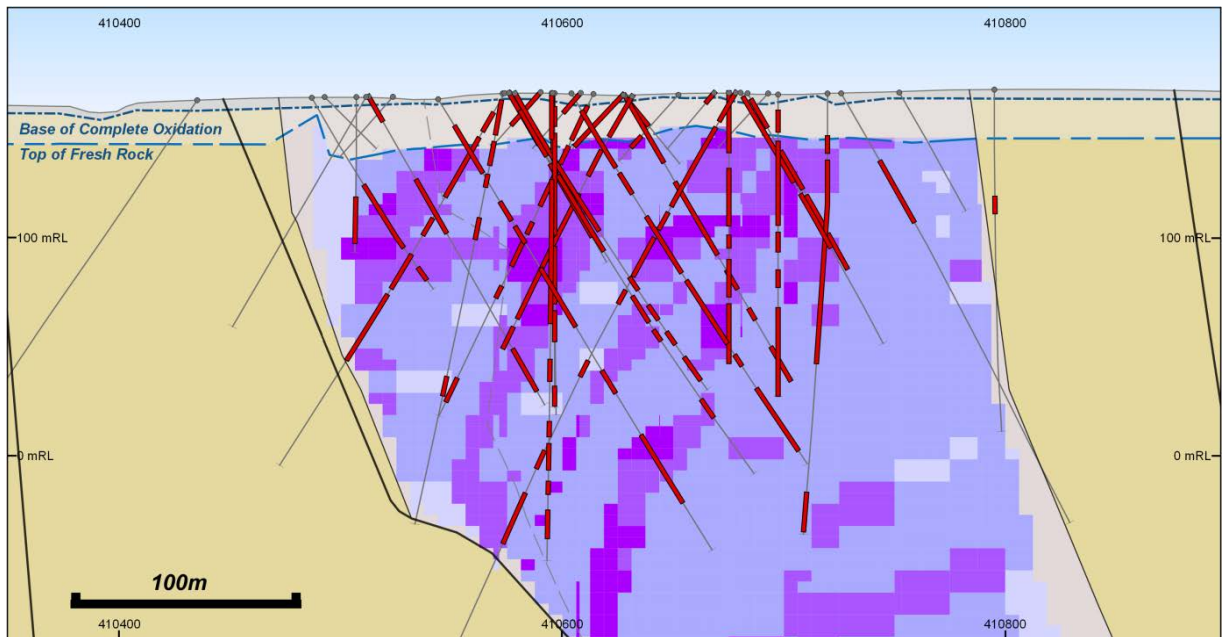 410400 410600 410800
Base of Complete Oxidation
Top of Fresh Rock
100 mRL 100 mRL
0 mRL 0 mRL
100m
410400 410600 410800